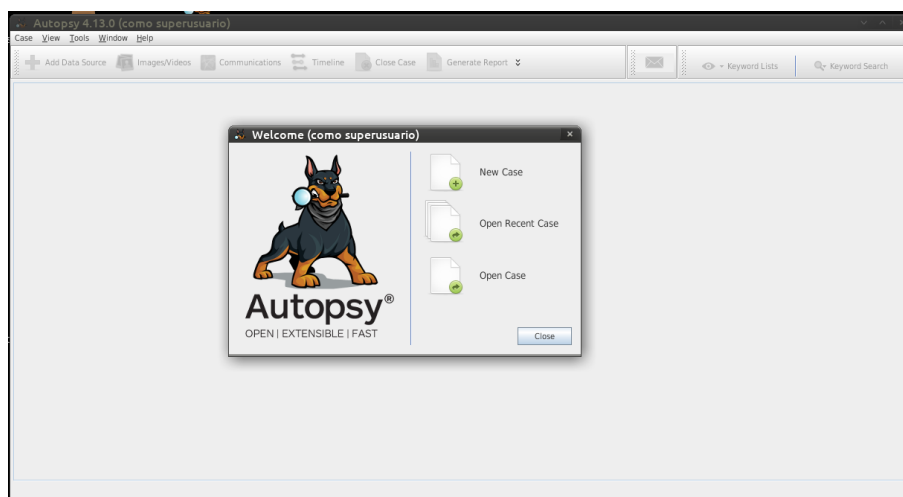 Autopsy 4.13.0 (como superusuario)
Case View Tools Window Help
Add Data Source Images/Videos Communications Timeline Close Case Generate Report Keyword Lists Keyword Search
Welcome (como superusuario)
New Case
Open Recent Case
Open Case
Autopsy®
OPEN | EXTENSIBLE | FAST
Close